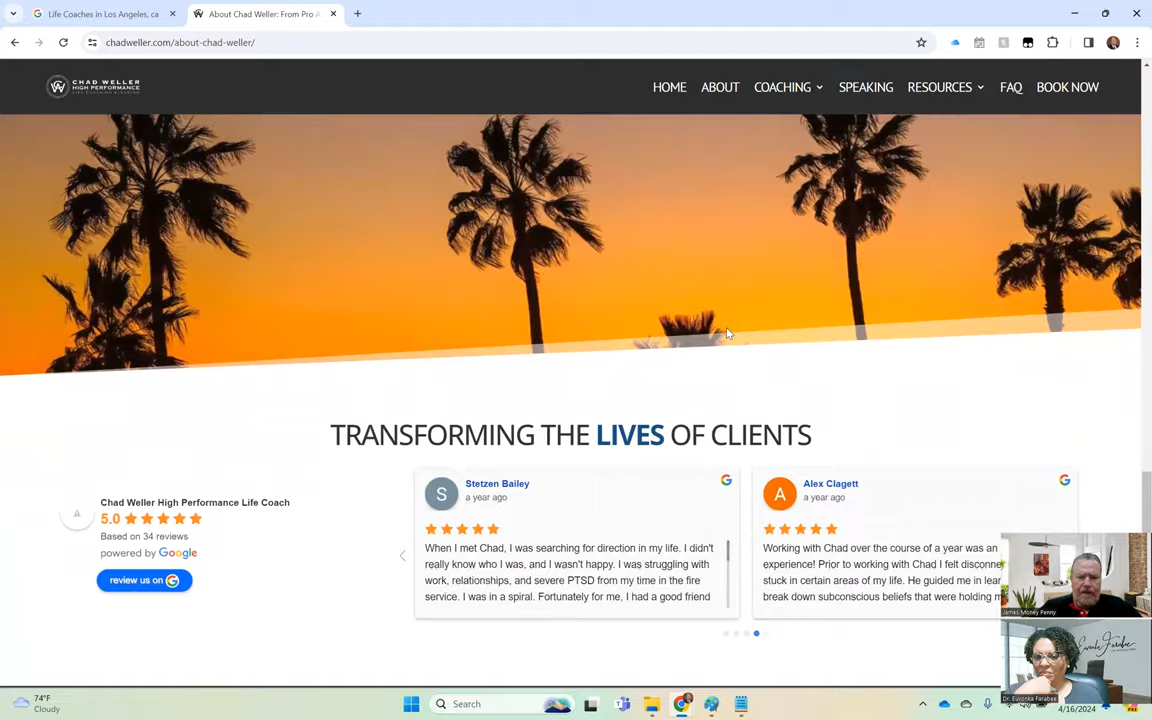 Life Coaches in Los Angeles, ca
About Chad Weller: From Pro A
chadweller.com/about-chad-weller/
CHAD WELLER
HIGH PERFORMANCE
LIFE COACHING ELEVATED
HOME
ABOUT
COACHING
SPEAKING
RESOURCES
FAQ
BOOK NOW
TRANSFORMING THE LIVES OF CLIENTS
Chad Weller High Performance Life Coach
5.0
Based on 34 reviews
powered by Google
review us on G
S
Stetzen Bailey
a year ago
When I met Chad, I was searching for direction in my life. I didn't
really know who I was, and I wasn't happy. I was struggling with
work, relationships, and severe PTSD from my time in the fire
service. I was in a spiral. Fortunately for me, I had a good friend
A
Alex Clagett
a year ago
Working with Chad over the course of a year was an
experience! Prior to working with Chad I felt disconne
stuck in certain areas of my life. He guided me in lear
break down subconscious beliefs that were holding m
James Money Penny
Euvonka Farabee
Dr. Euvonka Farabee
74°F
Cloudy
Search
4/16/2024